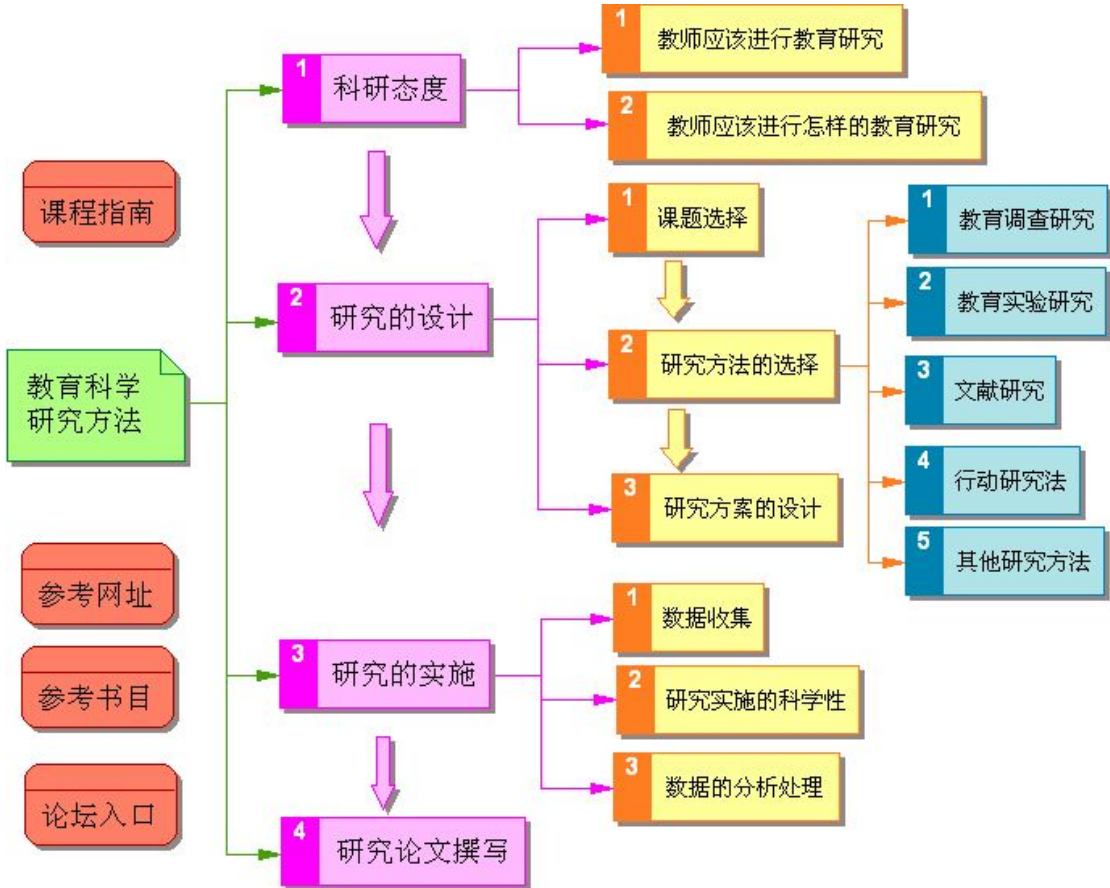 课程指南
教育科学
研究方法
参考网址
参考书目
论坛入口
1 科研态度
1 教师应该进行教育研究
2 教师应该进行怎样的教育研究
2 研究的设计
1 课题选择
2 研究方法的选择
1 教育调查研究
2 教育实验研究
3 文献研究
4 行动研究法
5 其他研究方法
3 研究方案的设计
3 研究的实施
1 数据收集
2 研究实施的科学性
3 数据的分析处理
4 研究论文撰写